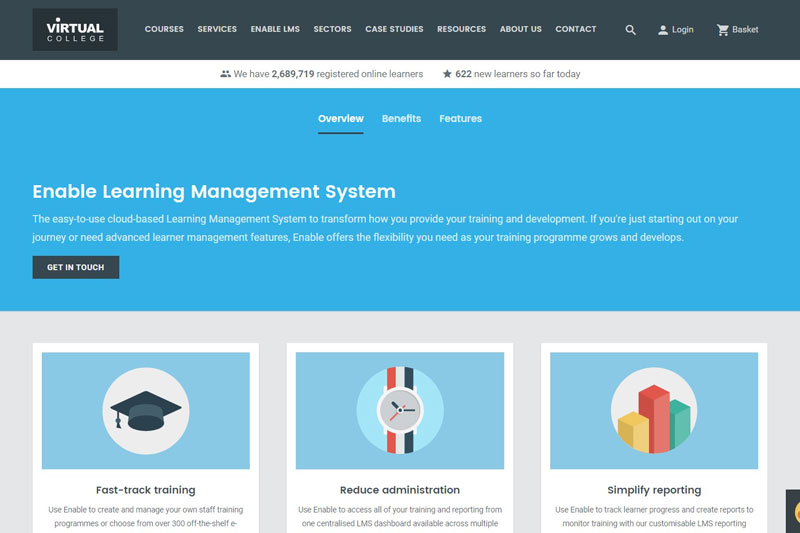 VIRTUAL
COLLEGE
COURSES SERVICES ENABLE LMS SECTORS CASE STUDIES RESOURCES ABOUT US CONTACT Login Basket
We have 2,689,719 registered online learners 622 new learners so far today
Overview Benefits Features
Enable Learning Management System
The easy-to-use cloud-based Learning Management System to transform how you provide your training and development. If you're just starting out on your
journey or need advanced learner management features, Enable offers the flexibility you need as your training programme grows and develops.
GET IN TOUCH
Fast-track training
Use Enable to create and manage your own staff training
programmes or choose from over 300 off-the-shelf e-
Reduce administration
Use Enable to access all of your training and reporting from
one centralised LMS dashboard available across multiple
Simplify reporting
Use Enable to track learner progress and create reports to
monitor training with our customisable LMS reporting